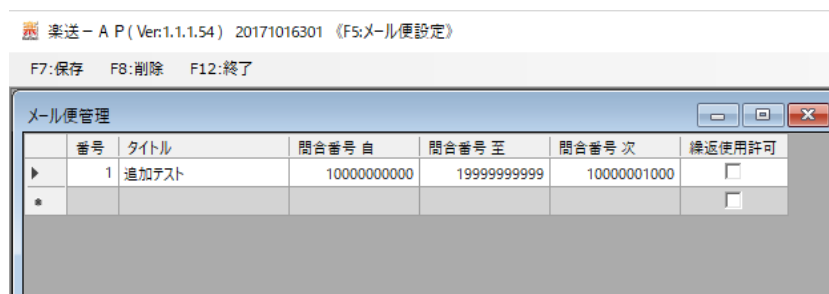 楽 楽送－ＡＰ( Ver:1.1.1.54 ) 20171016301 《F5:メール便設定》
F7:保存 F8:削除 F12:終了
メール便管理
番号 タイトル 問合番号 自 問合番号 至 問合番号 次 繰返使用許可
1 追加テスト 10000000000 19999999999 10000001000